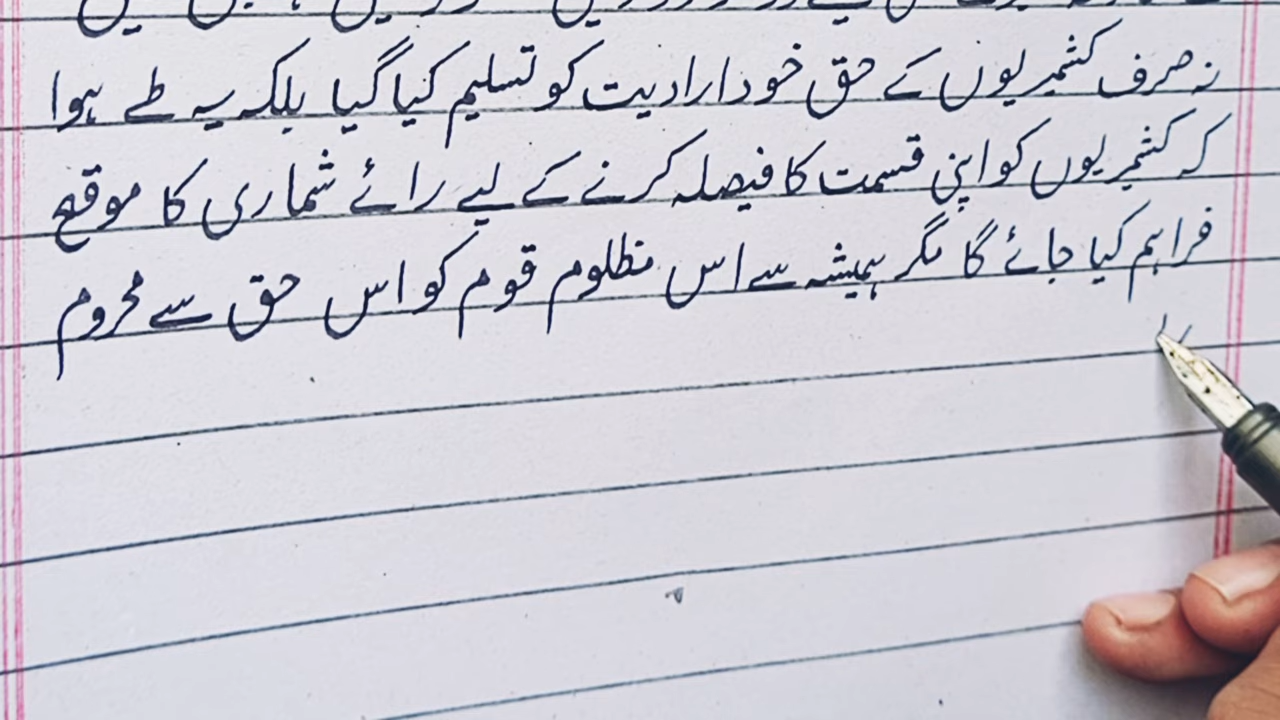 نہ صرف کشمیریوں کے حق خودارادیت کو تسلیم کیا گیا بلکہ یہ طے ہوا
کہ کشمیریوں کو اپنی قسمت کا فیصلہ کرنے کے لیے رائے شماری کا موقع
فراہم کیا جائے گا مگر ہمیشہ سے اس مظلوم قوم کو اس حق سے محروم